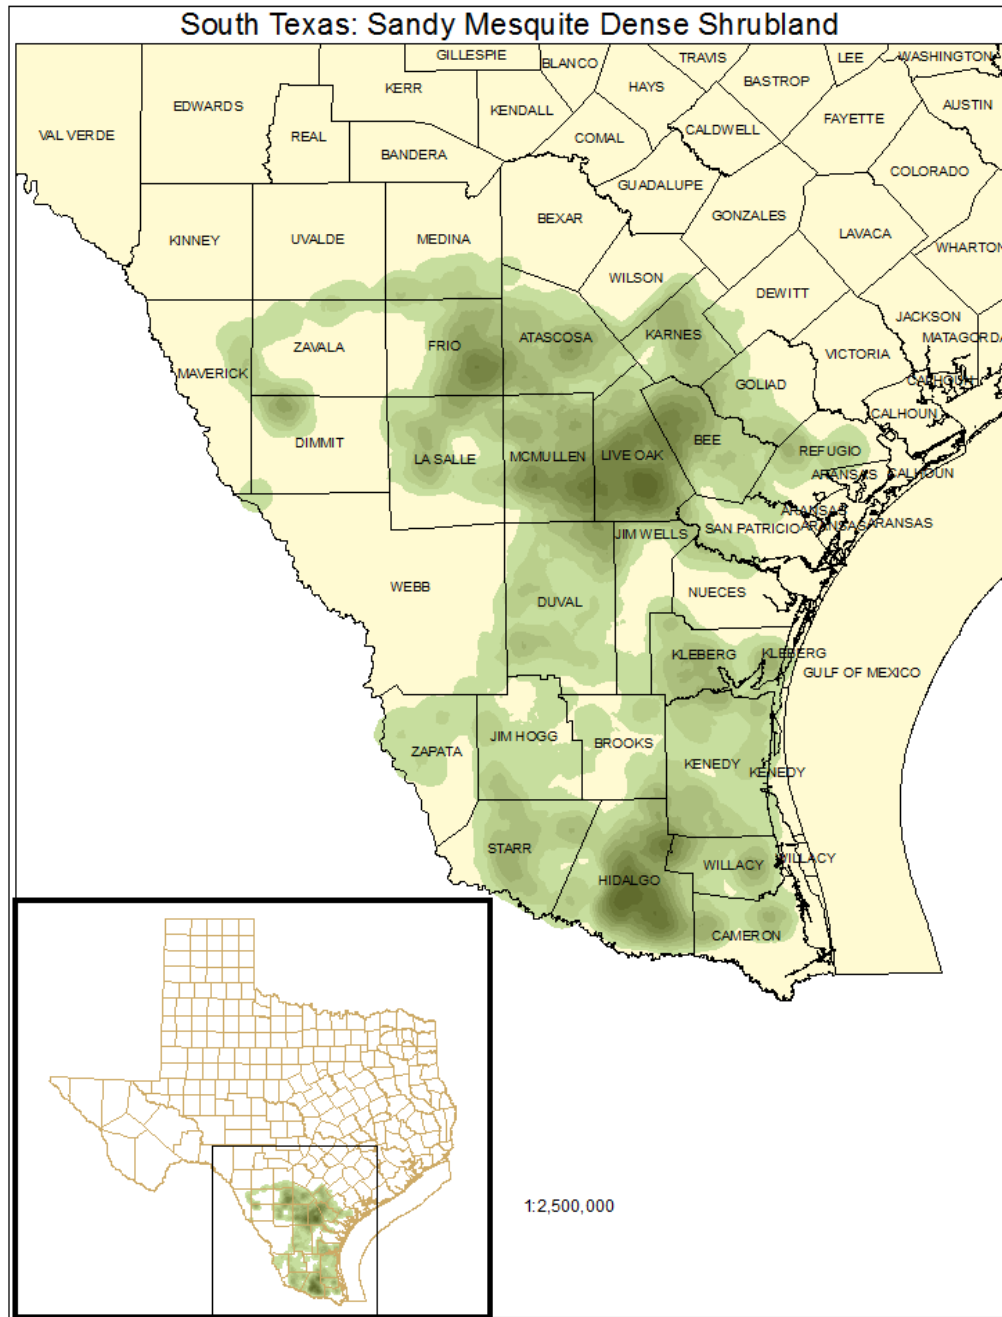 South Texas: Sandy Mesquite Dense Shrubland
GILLESPIE
BLANCO
TRAVIS
LEE
WASHINGTON
KERR
HAYS
BASTROP
EDWARDS
KENDALL
AUSTIN
VAL VERDE
REAL
COMAL
CALDWELL
FAYETTE
BANDERA
COLORADO
GUADALUPE
BEXAR
GONZALES
KINNEY
UVALDE
MEDINA
LAVACA
WHARTON
WILSON
DEWITT
JACKSON
ZAVALA
FRIO
ATASCOSA
KARNES
MATAGORDA
VICTORIA
MAVERICK
GOLIAD
CALHOUN
CALHOUN
DIMMIT
LA SALLE
MCMULLEN
LIVE OAK
BEE
REFUGIO
ARANSAS
CALHOUN
ARANSAS
SAN PATRICIO
ARANSAS
ARANSAS
JIM WELLS
WEBB
DUVAL
NUECES
KLEBERG
KLEBERG
GULF OF MEXICO
ZAPATA
JIM HOGG
BROOKS
KENEDY
KENEDY
STARR
HIDALGO
WILLACY
WILLACY
CAMERON
1:2,500,000